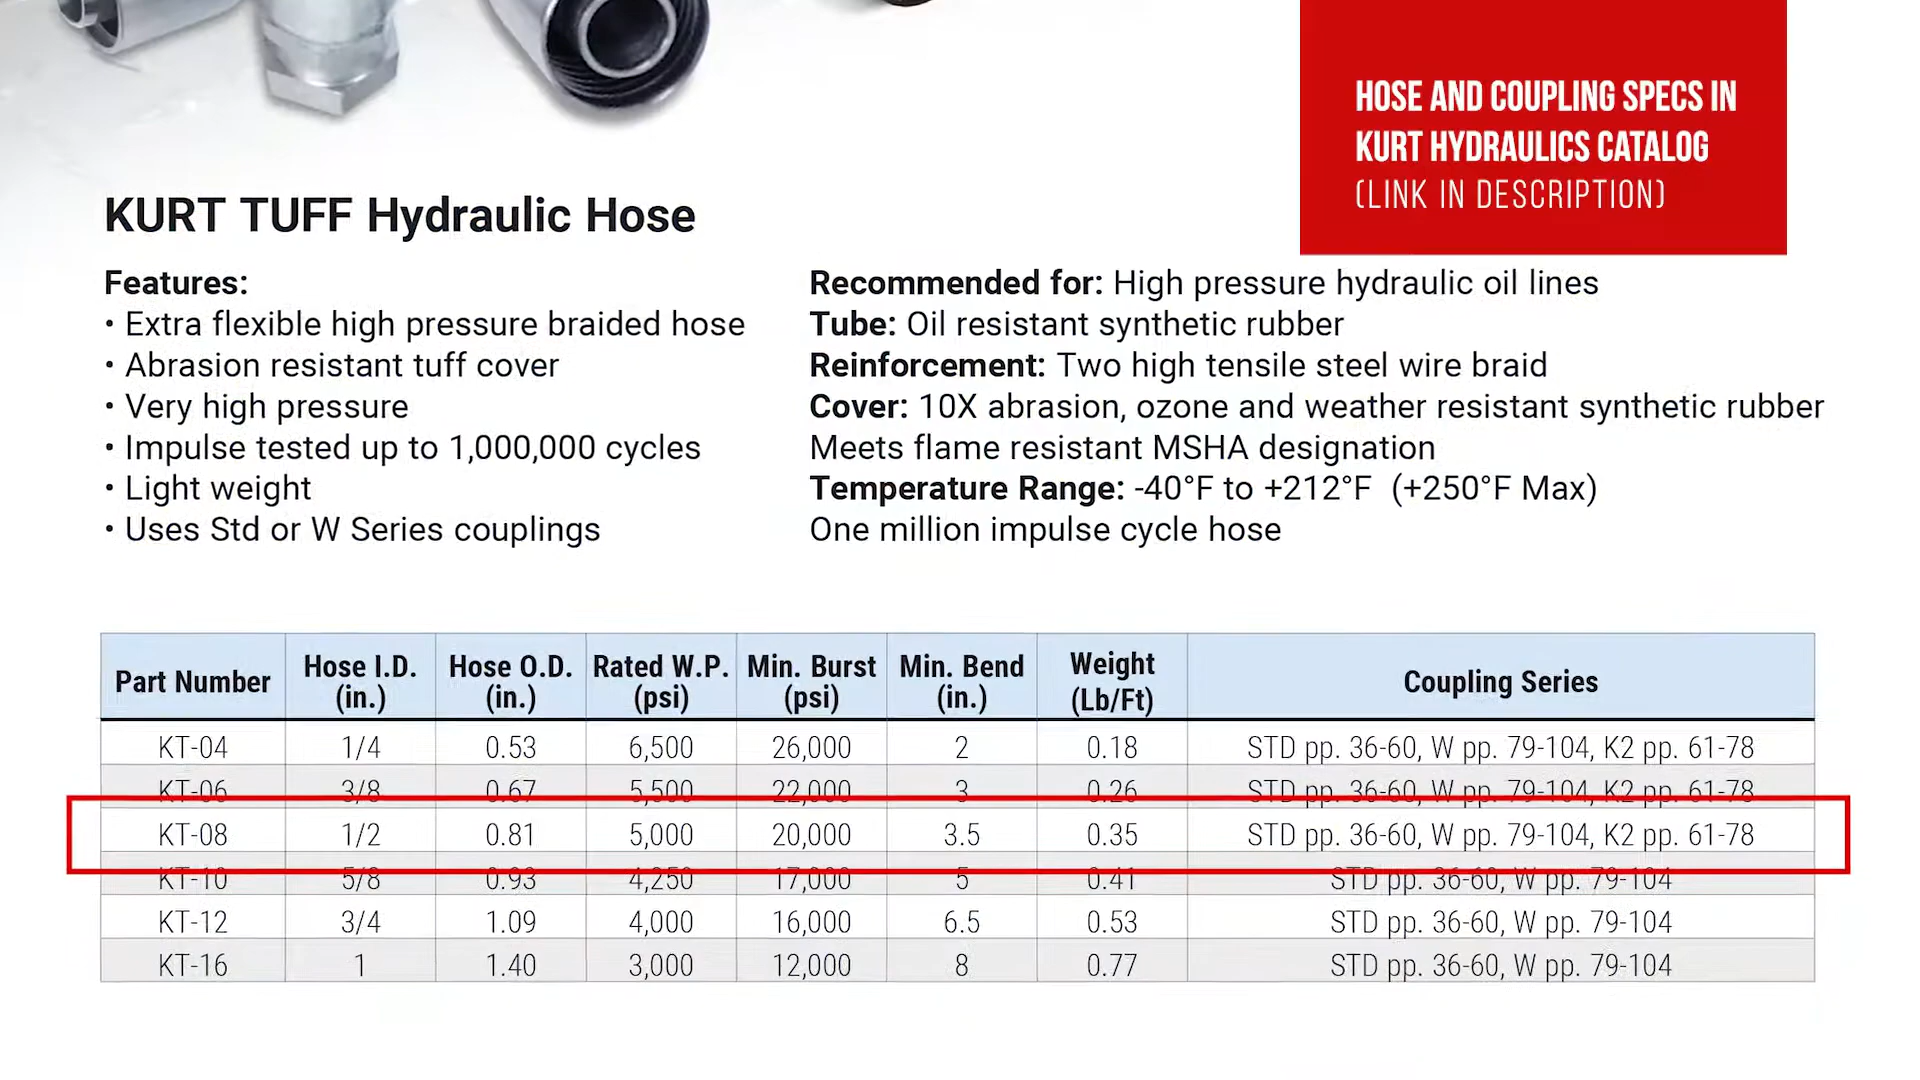 HOSE AND COUPLING SPECS IN
KURT HYDRAULICS CATALOG
(LINK IN DESCRIPTION)
KURT TUFF Hydraulic Hose
Features:
• Extra flexible high pressure braided hose
• Abrasion resistant tuff cover
• Very high pressure
• Impulse tested up to 1,000,000 cycles
• Light weight
• Uses Std or W Series couplings
Recommended for: High pressure hydraulic oil lines
Tube: Oil resistant synthetic rubber
Reinforcement: Two high tensile steel wire braid
Cover: 10X abrasion, ozone and weather resistant synthetic rubber
Meets flame resistant MSHA designation
Temperature Range: -40°F to +212°F (+250°F Max)
One million impulse cycle hose
Part Number Hose I.D. (in.) Hose O.D. (in.) Rated W.P. (psi) Min. Burst (psi) Min. Bend (in.) Weight (Lb/Ft) Coupling Series
KT-04 1/4 0.53 6,500 26,000 2 0.18 STD pp. 36-60, W pp. 79-104, K2 pp. 61-78
KT-06 3/8 0.67 5,500 22,000 3 0.26 STD pp. 36-60, W pp. 79-104, K2 pp. 61-78
KT-08 1/2 0.81 5,000 20,000 3.5 0.35 STD pp. 36-60, W pp. 79-104, K2 pp. 61-78
KT-10 5/8 0.93 4,250 17,000 5 0.41 STD pp. 36-60, W pp. 79-104
KT-12 3/4 1.09 4,000 16,000 6.5 0.53 STD pp. 36-60, W pp. 79-104
KT-16 1 1.40 3,000 12,000 8 0.77 STD pp. 36-60, W pp. 79-104